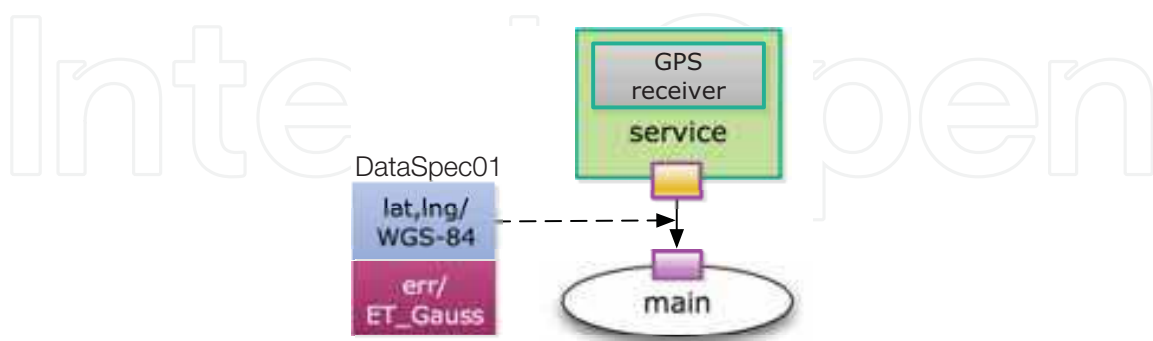 GPS
receiver
service
DataSpec01
lat,lng/
WGS-84
err/
ET_Gauss
main